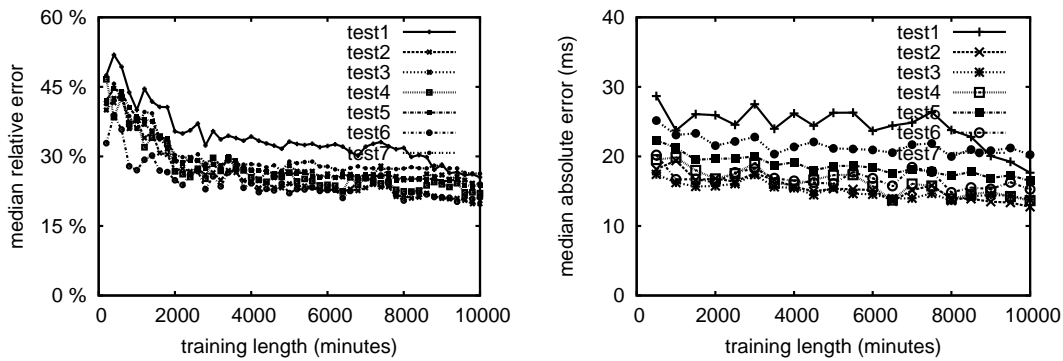 60 %
45 %
30 %
15 %
0 %
median relative error
0 2000 4000 6000 8000 10000
training length (minutes)
test1
test2
test3
test4
test5
test6
test7
40
30
20
10
0
median absolute error (ms)
0 2000 4000 6000 8000 10000
training length (minutes)
test1
test2
test3
test4
test5
test6
test7